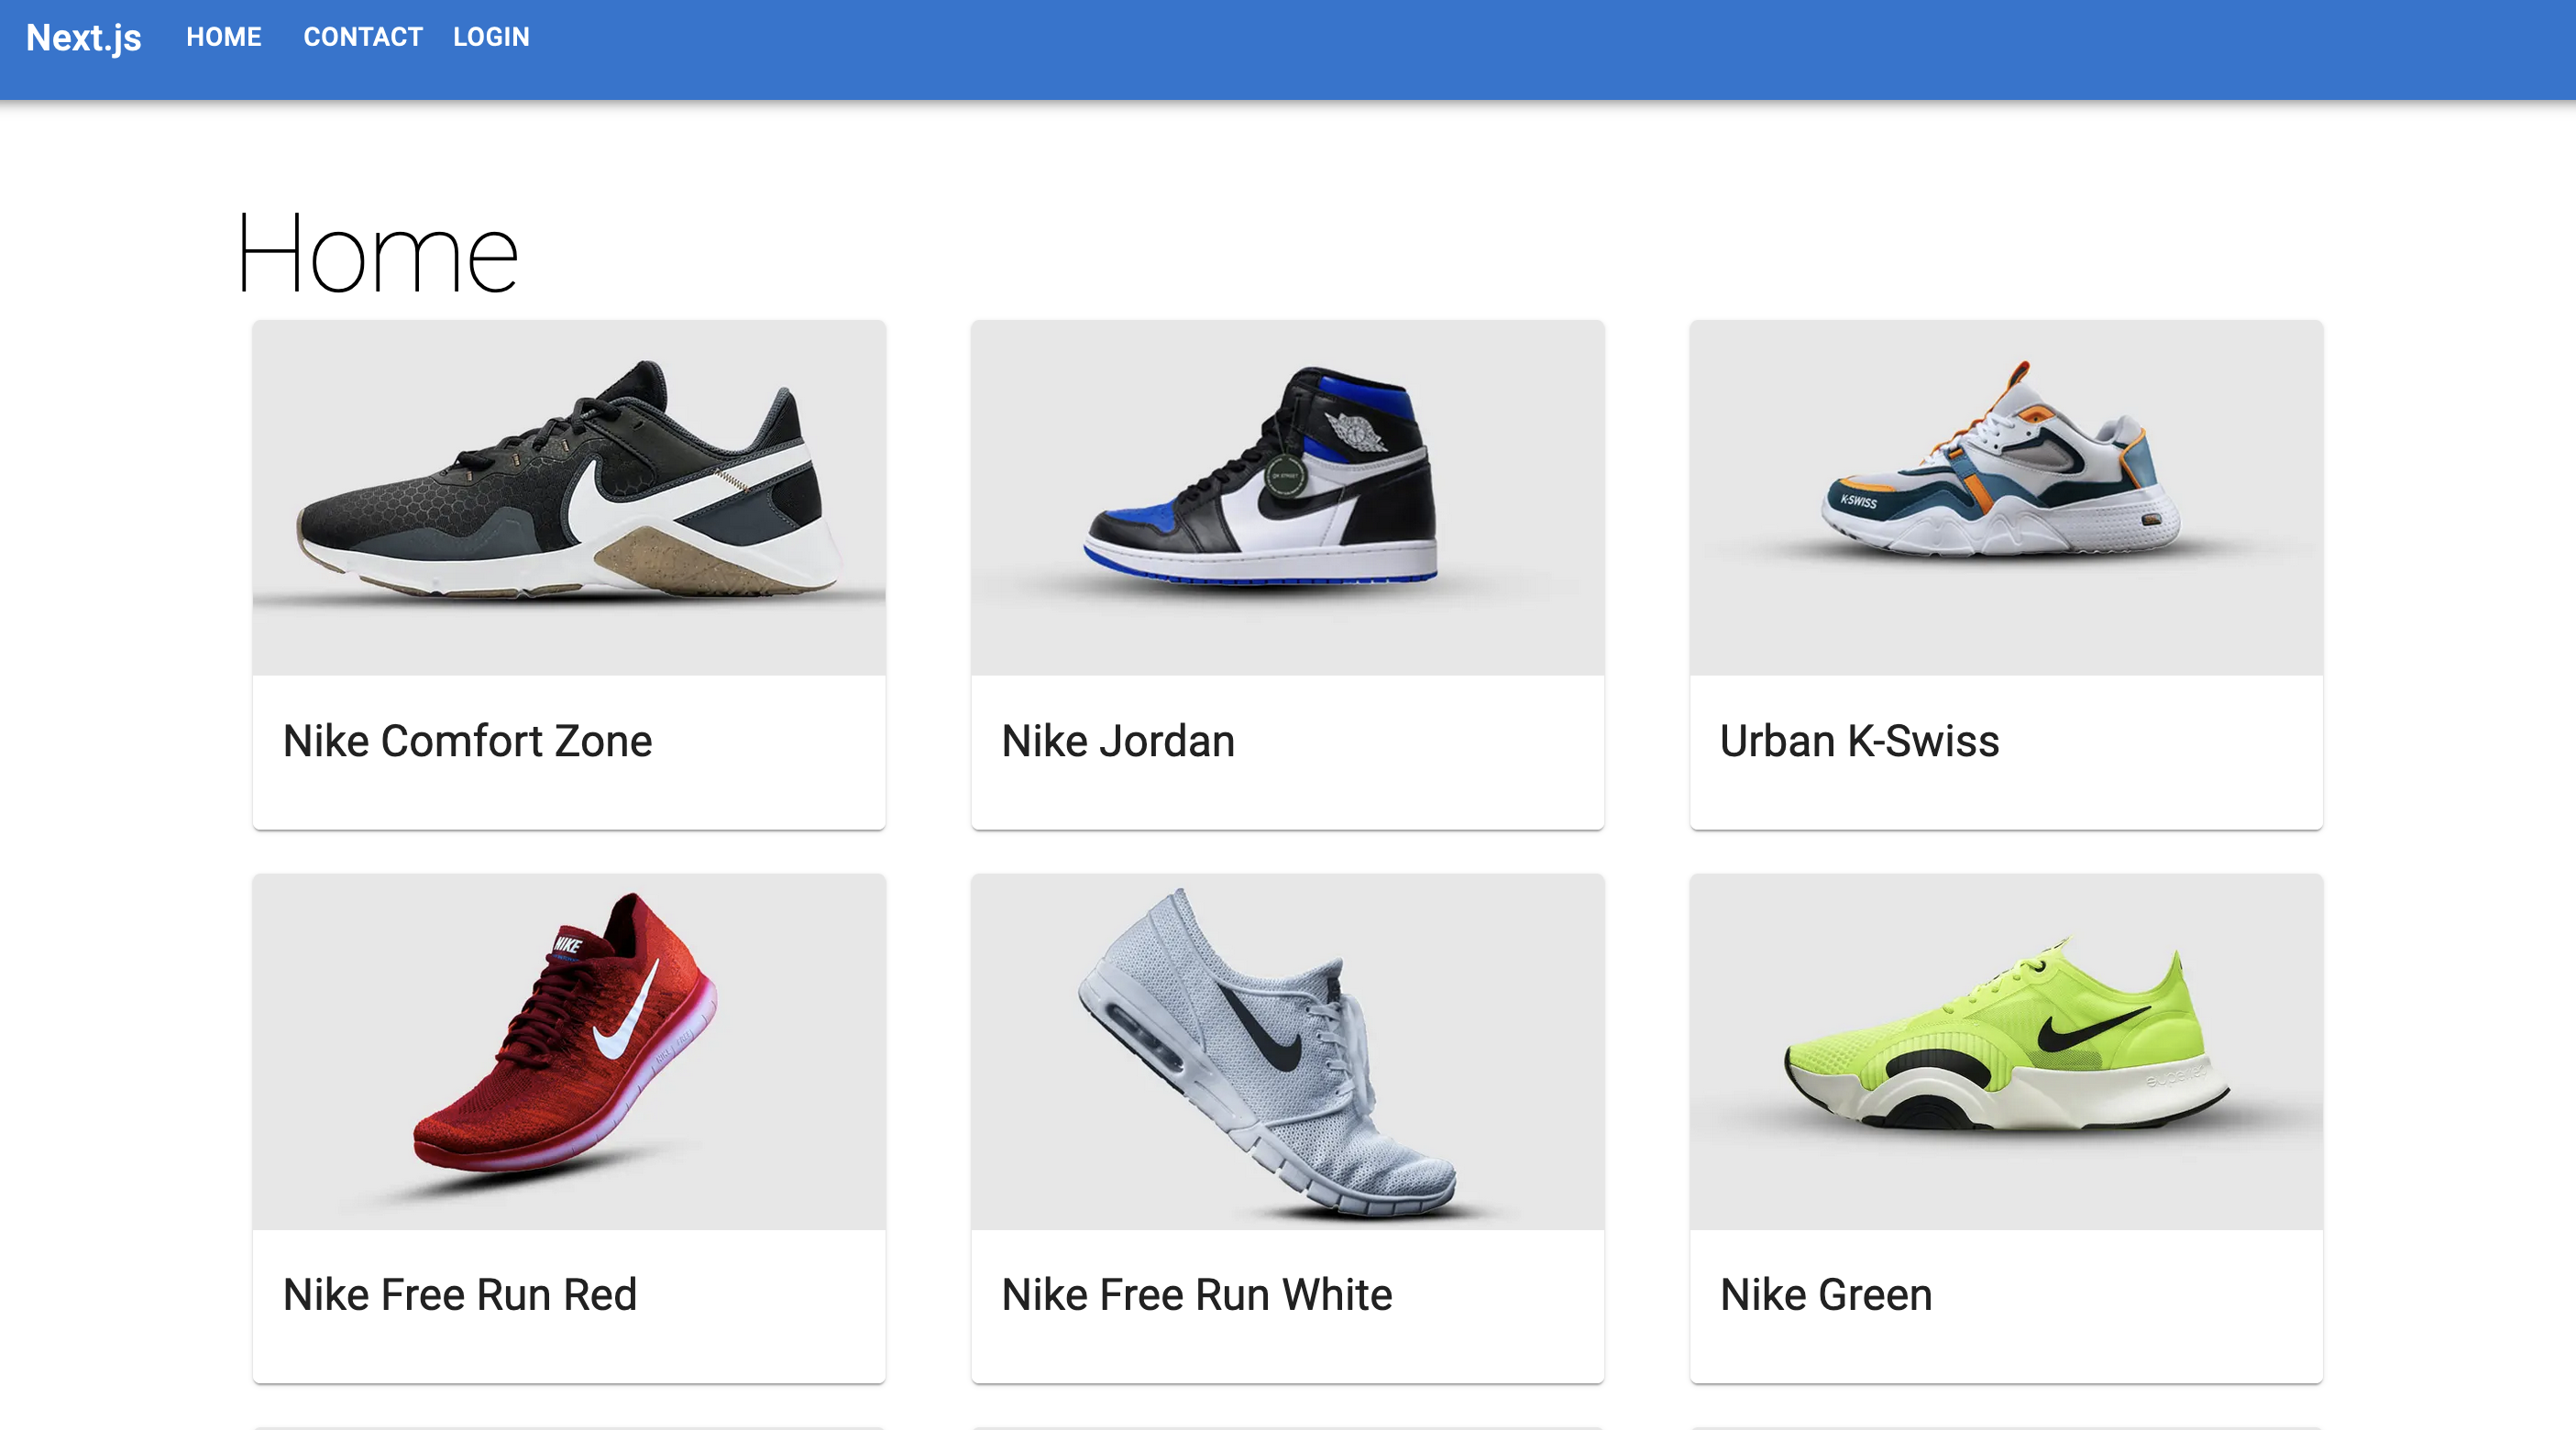 Next.js HOME CONTACT LOGIN
Home
K-SWISS
Nike Comfort Zone
Nike Jordan
Urban K-Swiss
NIKE
Nike Free Run Red
Nike Free Run White
Nike Green